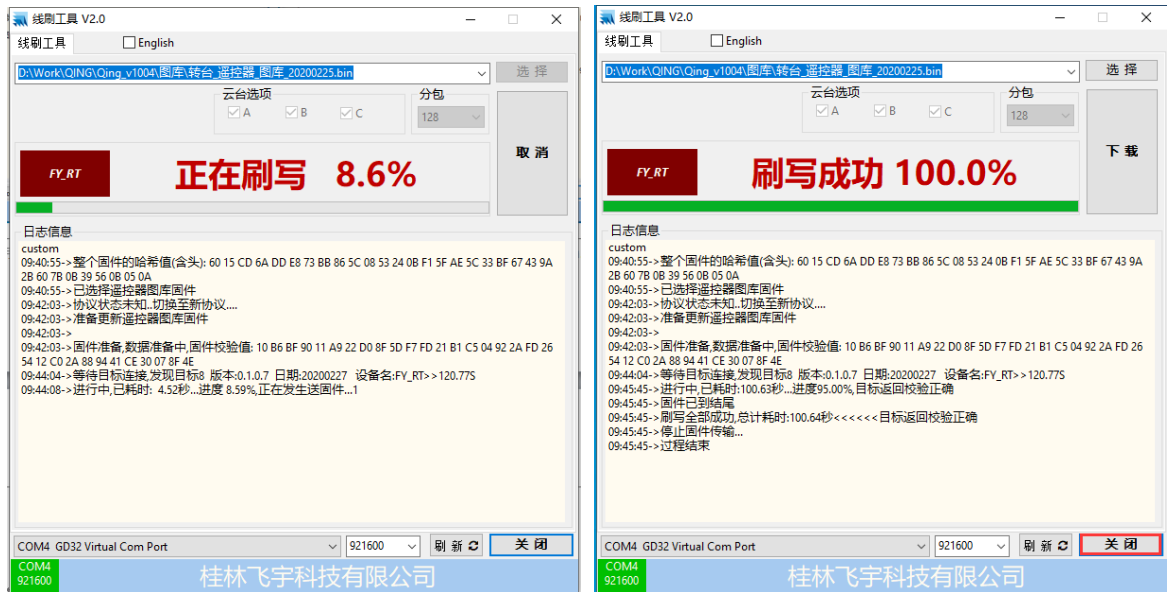 线刷工具 V2.0
线刷工具
English
D:\Work\QING\Qing_v1004\图库\转台_遥控器_图库_20200225.bin
选 择
云台选项
A
B
C
分包
128
取 消
FY_RT
正在刷写 8.6%
日志信息
custom
09:40:55->整个固件的哈希值(含头): 60 15 CD 6A DD E8 73 BB 86 5C 08 53 24 0B F1 5F AE 5C 33 BF 67 43 9A
2B 60 7B 0B 39 56 0B 05 0A
09:40:55->已选择遥控器图库固件
09:42:03->协议状态未知..切换至新协议....
09:42:03->准备更新遥控器图库固件
09:42:03->
09:42:03->固件准备,数据准备中,固件校验值: 10 B6 BF 90 11 A9 22 D0 8F 5D F7 FD 21 B1 C5 04 92 2A FD 26
54 12 C0 2A 88 94 41 CE 30 07 8F 4E
09:44:04->等待目标连接,发现目标8 版本:0.1.0.7 日期:20200227 设备名:FY_RT>>120.77S
09:44:08->进行中,已耗时: 4.52秒...进度 8.59%,正在发生送固件...1
COM4 GD32 Virtual Com Port
921600
刷 新
关 闭
COM4
921600
桂林飞宇科技有限公司
线刷工具 V2.0
线刷工具
English
D:\Work\QING\Qing_v1004\图库\转台_遥控器_图库_20200225.bin
选 择
云台选项
A
B
C
分包
128
下 载
FY_RT
刷写成功 100.0%
日志信息
custom
09:40:55->整个固件的哈希值(含头): 60 15 CD 6A DD E8 73 BB 86 5C 08 53 24 0B F1 5F AE 5C 33 BF 67 43 9A
2B 60 7B 0B 39 56 0B 05 0A
09:40:55->已选择遥控器图库固件
09:42:03->协议状态未知..切换至新协议....
09:42:03->准备更新遥控器图库固件
09:42:03->
09:42:03->固件准备,数据准备中,固件校验值: 10 B6 BF 90 11 A9 22 D0 8F 5D F7 FD 21 B1 C5 04 92 2A FD 26
54 12 C0 2A 88 94 41 CE 30 07 8F 4E
09:44:04->等待目标连接,发现目标8 版本:0.1.0.7 日期:20200227 设备名:FY_RT>>120.77S
09:45:45->进行中,已耗时:100.63秒...进度95.00%,目标返回校验正确
09:45:45->固件已到结尾
09:45:45->刷写全部成功,总计耗时:100.64秒<<<<<<目标返回校验正确
09:45:45->停止固件传输...
09:45:45->过程结束
COM4 GD32 Virtual Com Port
921600
刷 新
关 闭
COM4
921600
桂林飞宇科技有限公司